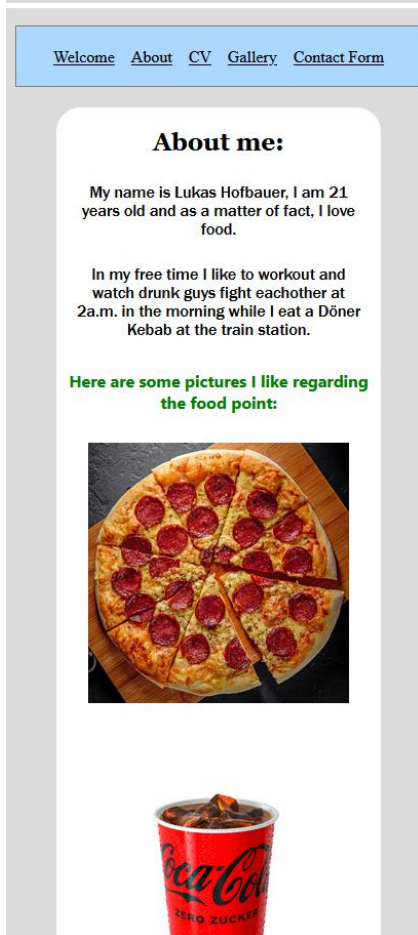 Welcome About CV Gallery Contact Form
About me:
My name is Lukas Hofbauer, I am 21
years old and as a matter of fact, I love
food.
In my free time I like to workout and
watch drunk guys fight eachother at
2a.m. in the morning while I eat a Döner
Kebab at the train station.
Here are some pictures I like regarding
the food point:
Coca-Cola
ZERO ZUCKER